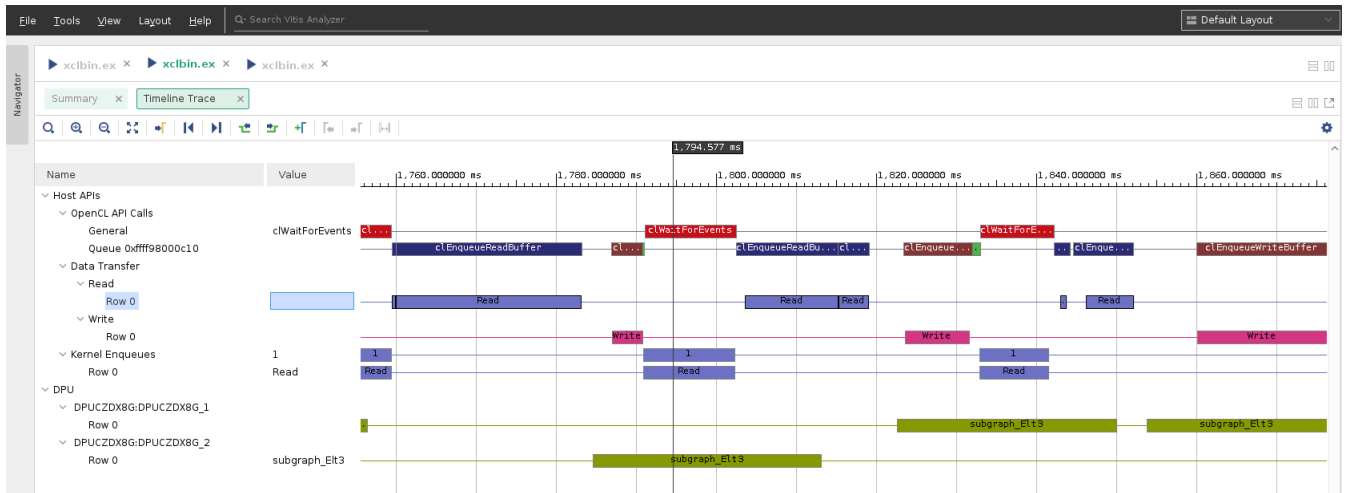 File Tools View Layout Help Search Vitis Analyzer Default Layout
Navigator
xclbin.ex × xclbin.ex × xclbin.ex ×
Summary × Timeline Trace ×
1,794.577 ms
Name Value 1,760.000000 ms 1,780.000000 ms 1,800.000000 ms 1,820.000000 ms 1,840.000000 ms 1,860.000000 ms
Host APIs
OpenCL API Calls
General clWaitForEvents cl... clWaitForEvents clWaitForE...
Queue 0xffff98000c10 clEnqueueReadBuffer cl... clEnqueueReadBu... cl... clEnqueue... . .. clEnque... clEnqueueWriteBuffer
Data Transfer
Read
Row 0 Read Read Read . Read
Write
Row 0 Write Write Write
Kernel Enqueues 1 1 1 1
Row 0 Read Read Read Read
DPU
DPUCZDX8G:DPUCZDX8G_1
Row 0 . subgraph_Elt3 subgraph_Elt3
DPUCZDX8G:DPUCZDX8G_2
Row 0 subgraph_Elt3 subgraph_Elt3